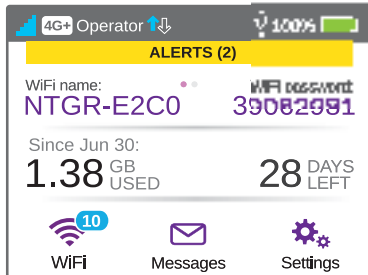 4G+ Operator 100%
ALERTS (2)
WiFi name: WiFi password:
NTGR-E2C0
Since Jun 30:
1.38 GB USED 28 DAYS LEFT
10
WiFi Messages Settings